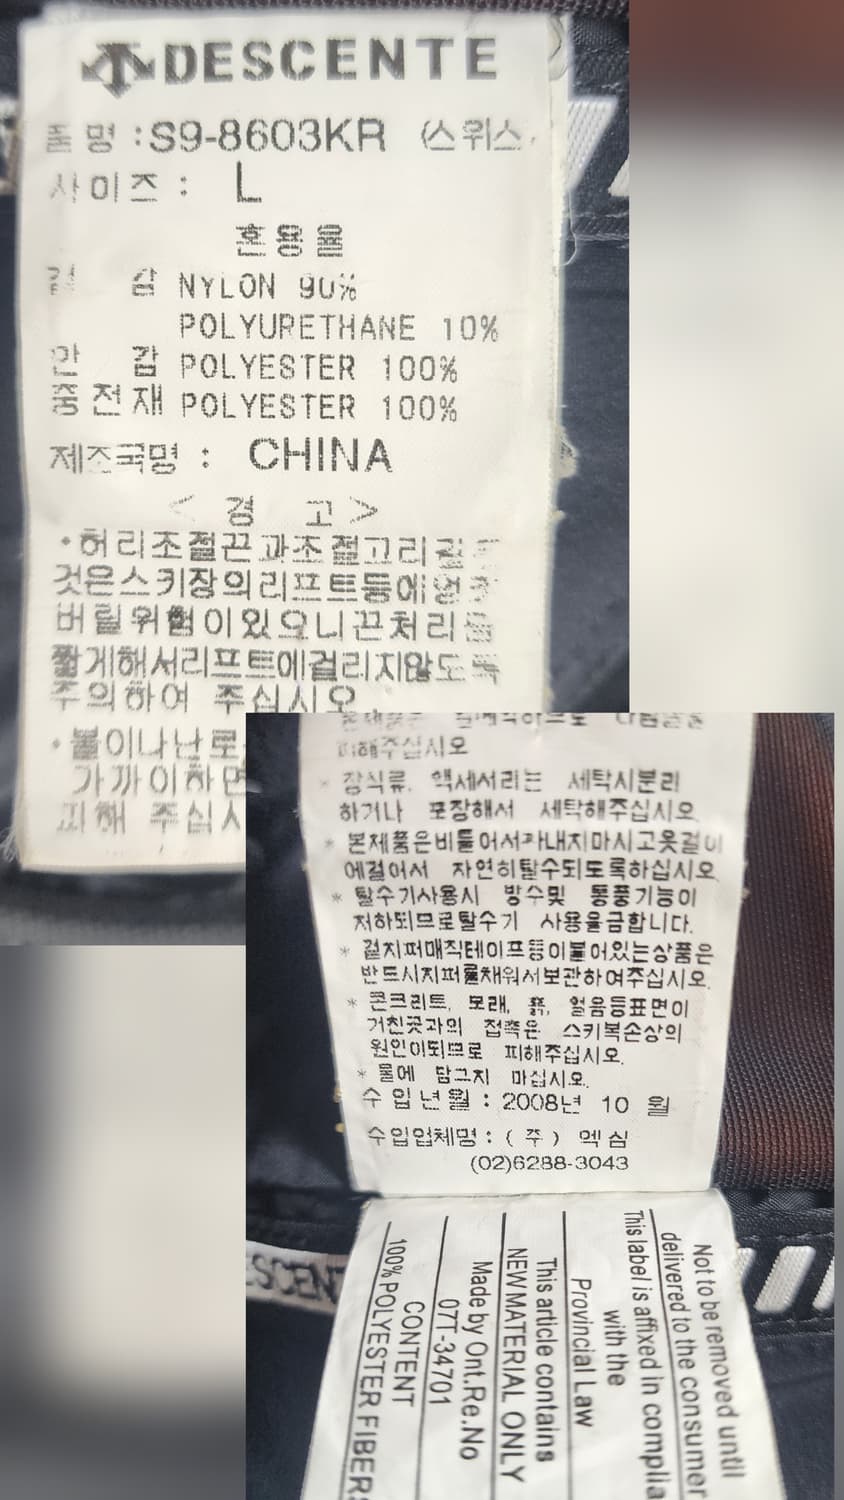 DESCENTE
품 명 : S9-8603KR (스위스
사이즈 : L
혼용율
겉 감 NYLON 90%
POLYURETHANE 10%
안 감 POLYESTER 100%
충전재 POLYESTER 100%
제조국명 : CHINA
< 경 고 >
•허리조절끈과조절고리
것은스키장의리프트등에
버릴위험이있으니끈처리를
짧게해서리프트에걸리지않도록
주의하여 주십시오
•불이나난로
가까이하면
피해 주십시
피해주십시오
* 장식류, 액세서리는 세탁시분리
하거나 포장해서 세탁해주십시오
* 본제품은비틀어서짜내지마시고옷걸이
에걸어서 자연히탈수되도록하십시오
* 탈수기사용시 방수및 통풍기능이
저하되므로탈수기 사용을금합니다.
* 겉지퍼매직테이프등이붙어있는상품은
반드시지퍼를채워서보관하여주십시오.
* 콘크리트, 모래, 흙, 얼음등표면이
거친곳과의 접촉은 스키복손상의
원인이되므로 피해주십시오.
* 물에 담그지 마십시오.
수 입 년 월 : 2008년 10 월
수입업체명 : ( 주 ) 엑심
(02)6288-3043
Not to be removed until
delivered to the consumer
This label is affixed in complia
with the
Provincial Law
This article contains
NEW MATERIAL ONLY
Made by Ont.Re.No
07T-34701
CONTENT
100% POLYESTER FIBERS
SCEN